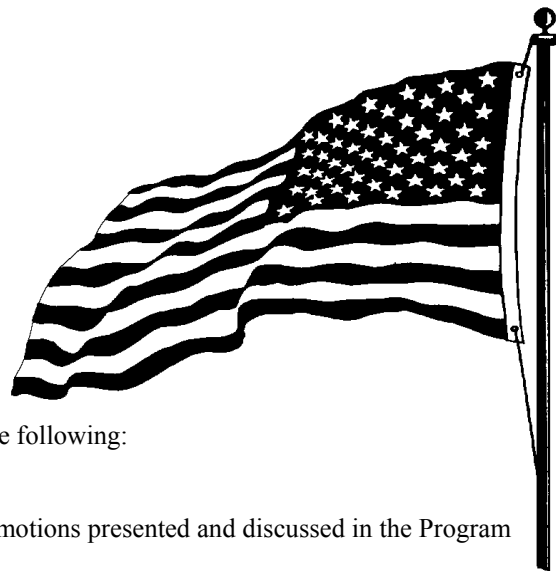 e following:
motions presented and discussed in the Program